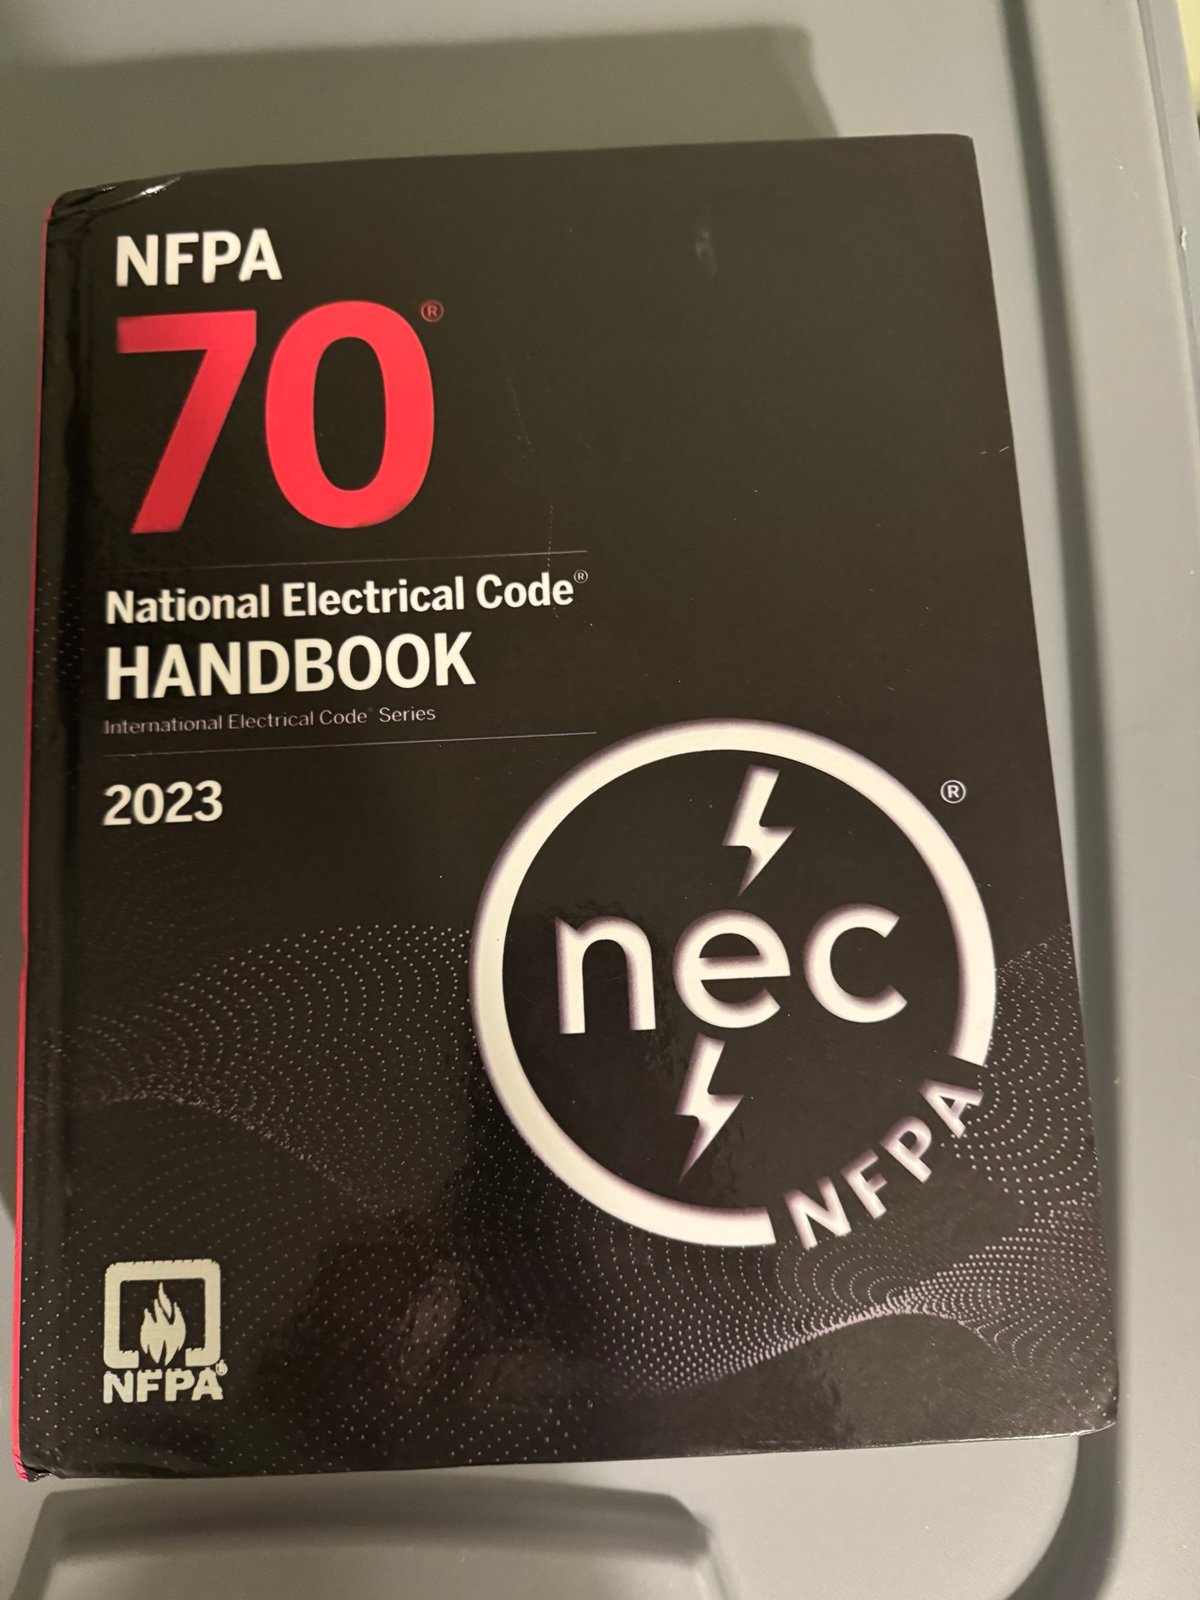 NFPA
70®
National Electrical Code®
HANDBOOK
International Electrical Code® Series
2023
®
nec
NFPA
NFPA®